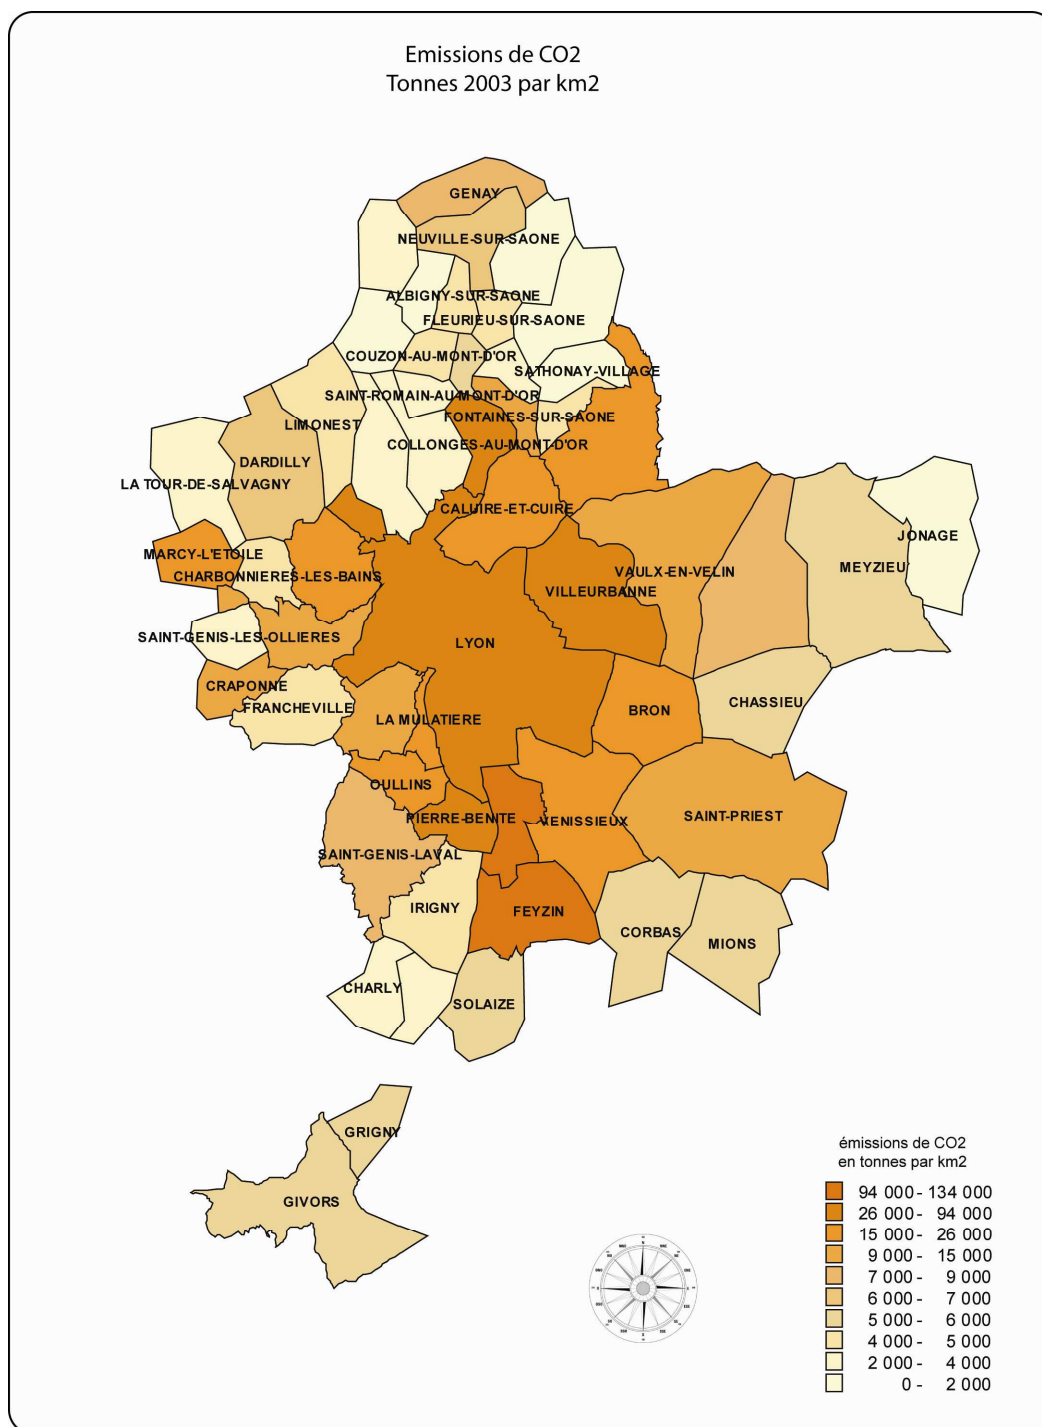 Emissions de CO2
Tonnes 2003 par km2
GENAY
NEUVILLE-SUR-SAONE
ALBIGNY-SUR-SAONE
FLEURIEU-SUR-SAONE
COUZON-AU-MONT-D'OR
SATHONAY-VILLAGE
SAINT-ROMAIN-AU-MONT-D'OR
FONTAINES-SUR-SAONE
LIMONEST
COLLONGES-AU-MONT-D'OR
DARDILLY
LA TOUR-DE-SALVAGNY
CALUIRE-ET-CUIRE
JONAGE
MARCY-L'ETOILE
MEYZIEU
VAULX-EN-VELIN
CHARBONNIERES-LES-BAINS
VILLEURBANNE
SAINT-GENIS-LES-OLLIERES
LYON
CRAPONNE
CHASSIEU
FRANCHEVILLE
BRON
LA MULATIERE
OULLINS
SAINT-PRIEST
PIERRE-BENITE
VENISSIEUX
SAINT-GENIS-LAVAL
IRIGNY
FEYZIN
CORBAS
MIONS
CHARLY
SOLAIZE
GRIGNY
GIVORS
émissions de CO2
en tonnes par km2
94 000 - 134 000
26 000 - 94 000
15 000 - 26 000
9 000 - 15 000
7 000 - 9 000
6 000 - 7 000
5 000 - 6 000
4 000 - 5 000
2 000 - 4 000
0 - 2 000